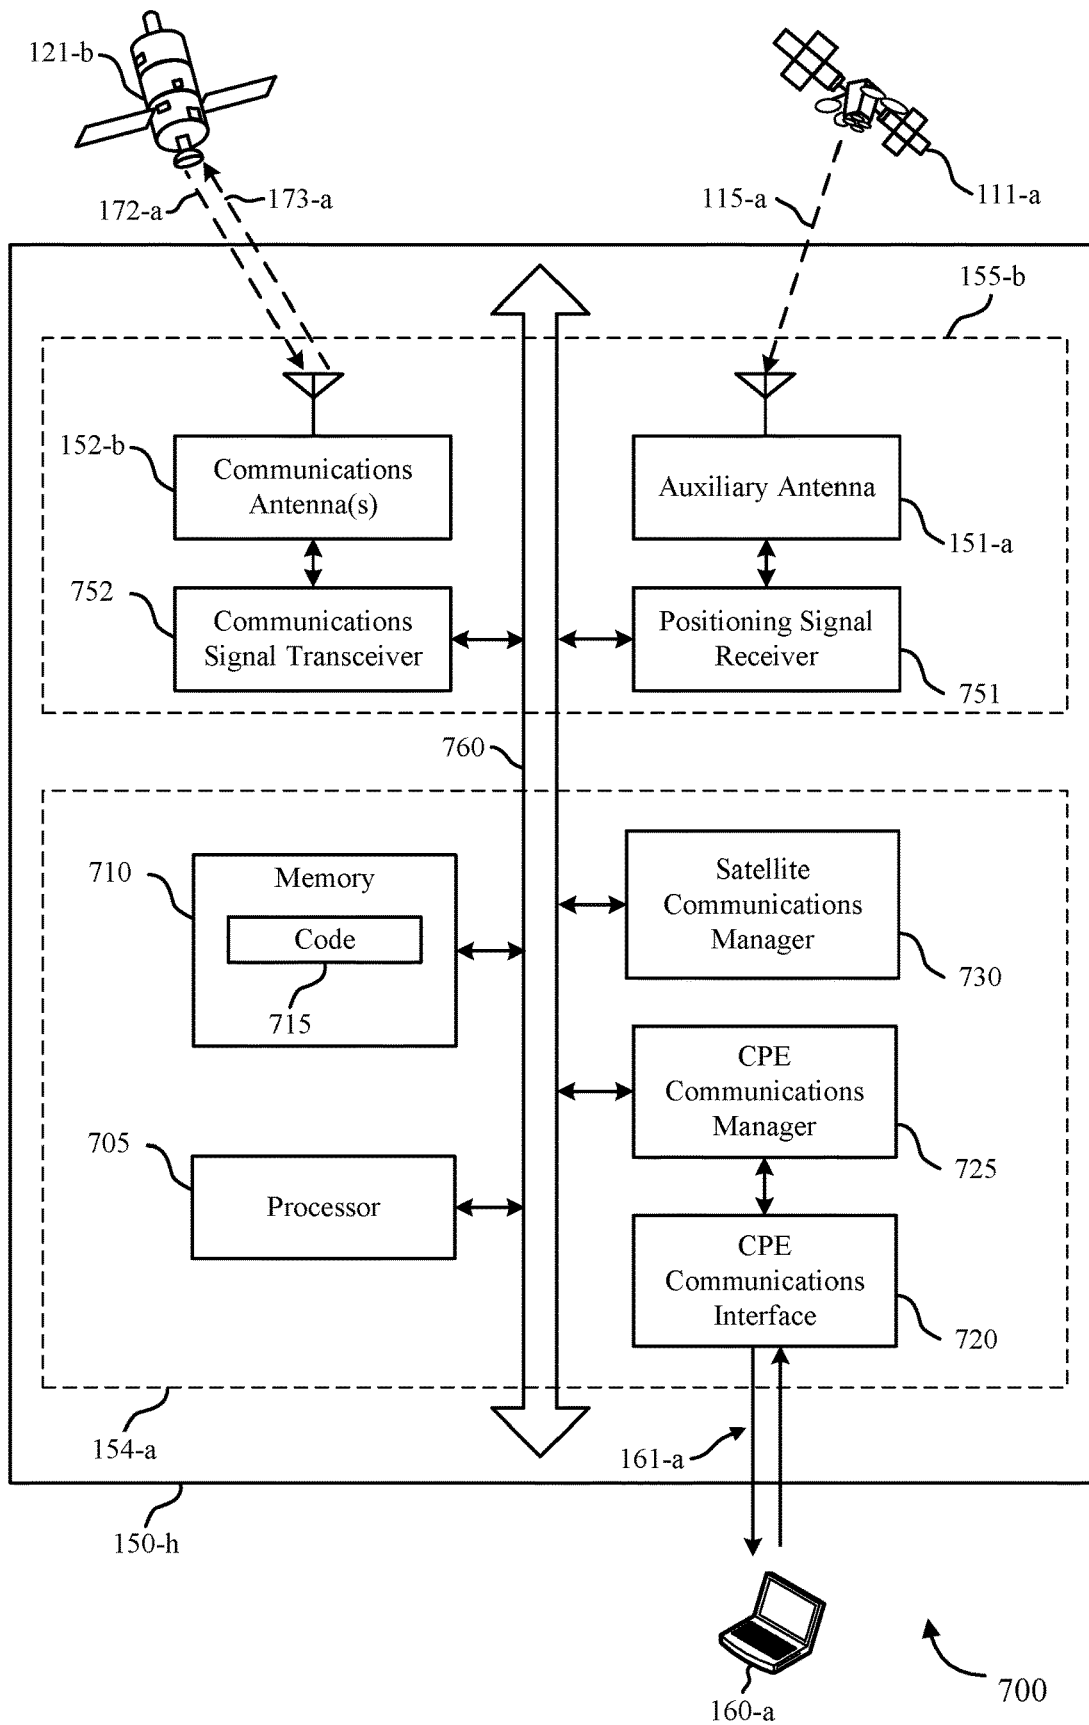 121-b
172-a
173-a
115-a
111-a
155-b
152-b
Communications
Antenna(s)
Auxiliary Antenna
151-a
752
Communications
Signal Transceiver
Positioning Signal
Receiver
751
760
710
Memory
Code
715
Satellite
Communications
Manager
730
CPE
Communications
Manager
725
705
Processor
CPE
Communications
Interface
720
154-a
161-a
150-h
160-a
700